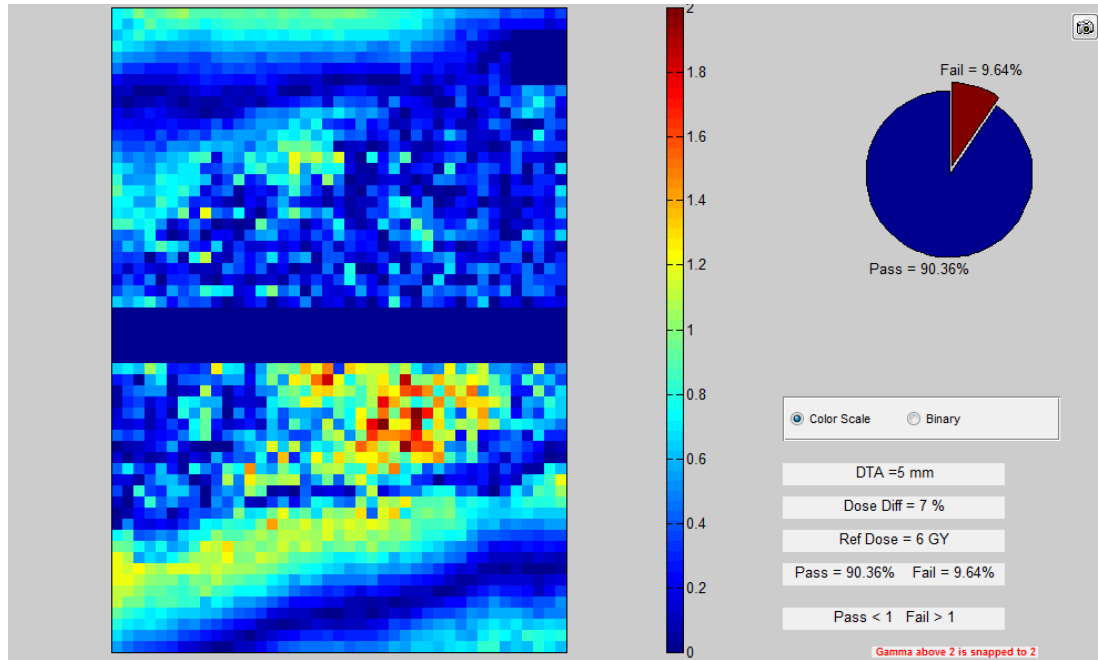 2
1.8
1.6
1.4
1.2
1
0.8
0.6
0.4
0.2
0
Fail = 9.64%
Pass = 90.36%
Color Scale Binary
DTA =5 mm
Dose Diff = 7 %
Ref Dose = 6 GY
Pass = 90.36% Fail = 9.64%
Pass < 1 Fail > 1
Gamma above 2 is snapped to 2